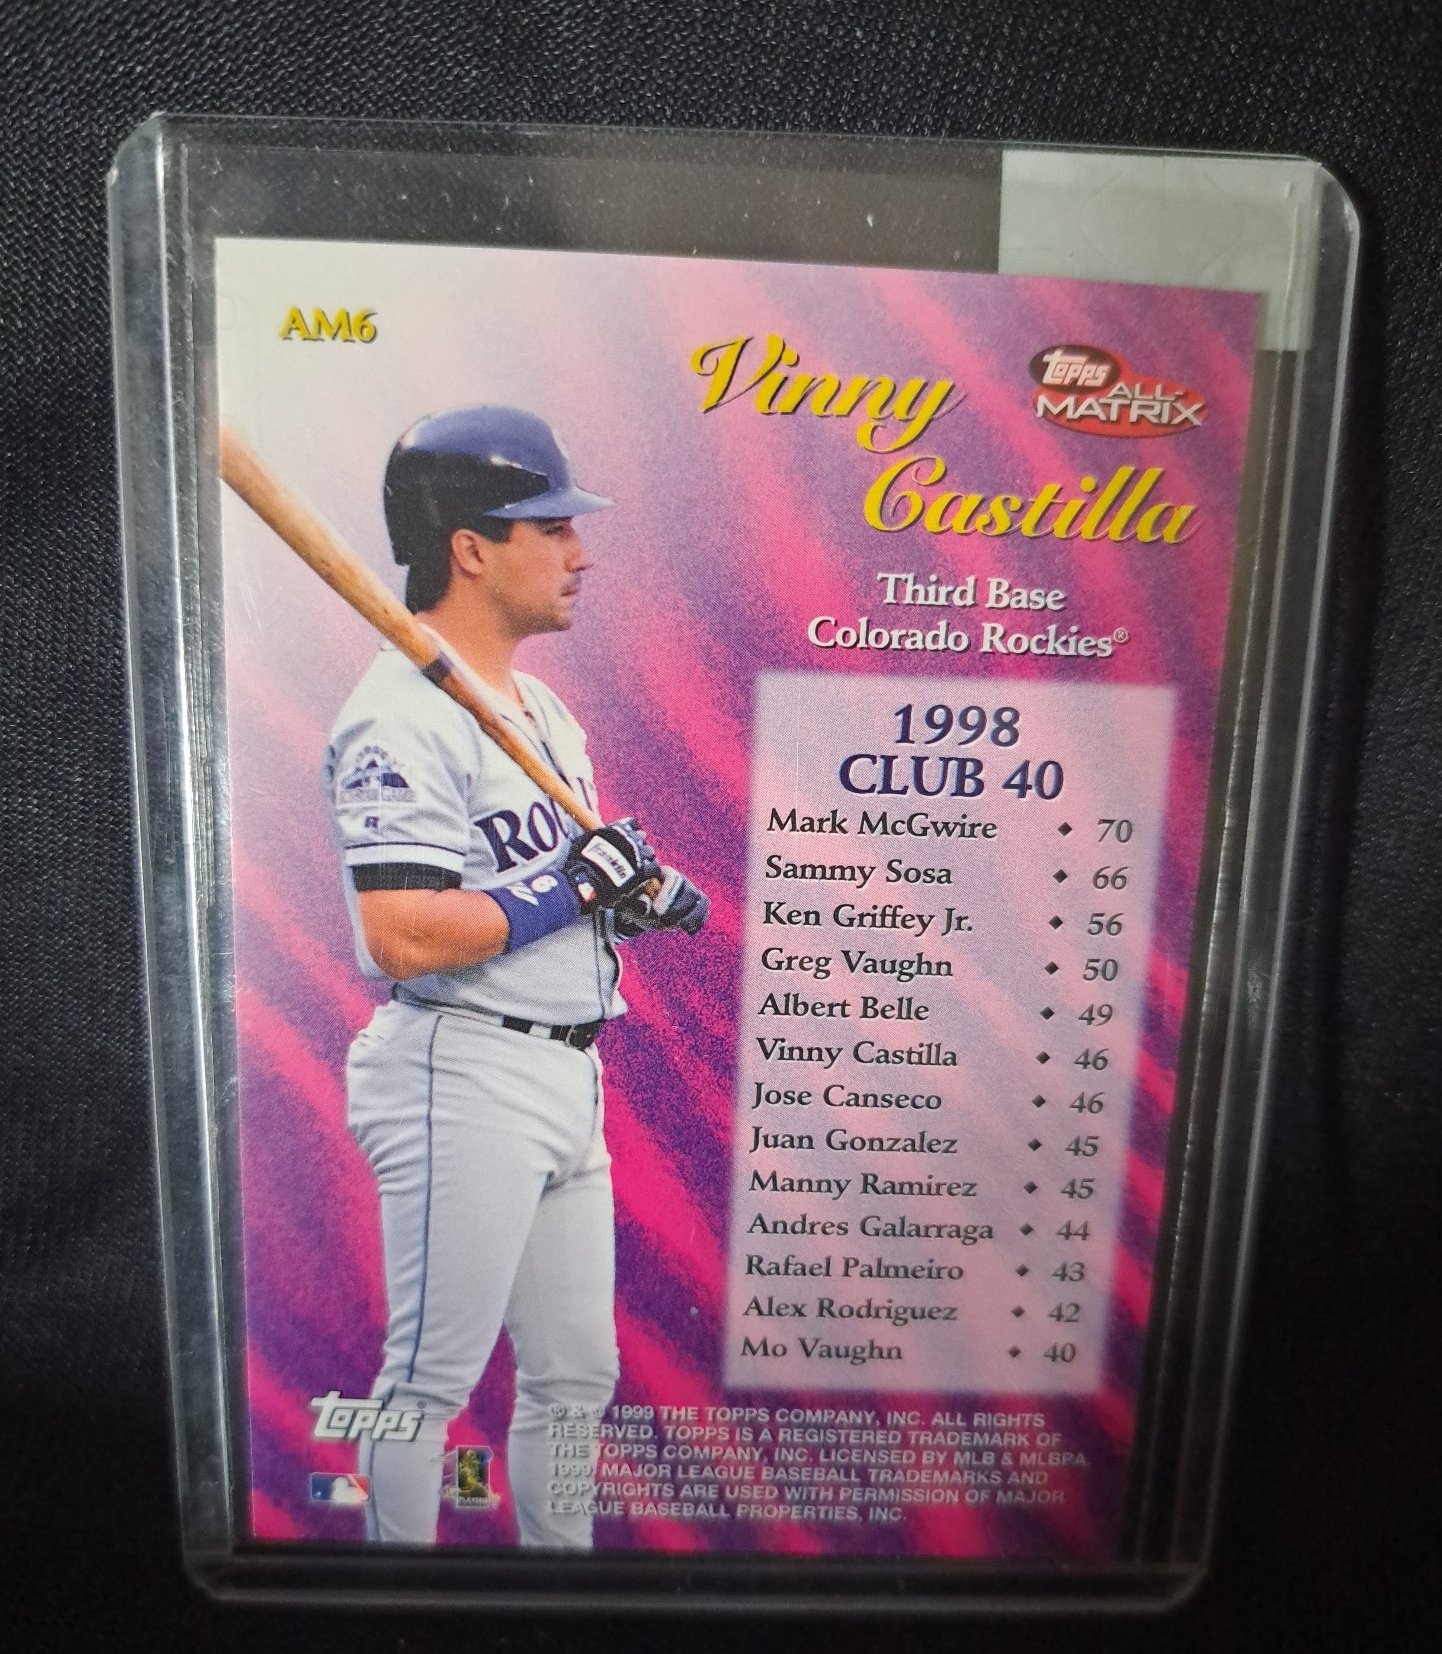 AM6
Vinny
Castilla
topps
ALL-
MATRIX
Third Base
Colorado Rockies®
1998
CLUB 40
Mark McGwire ◆ 70
Sammy Sosa ◆ 66
Ken Griffey Jr. ◆ 56
Greg Vaughn ◆ 50
Albert Belle ◆ 49
Vinny Castilla ◆ 46
Jose Canseco ◆ 46
Juan Gonzalez ◆ 45
Manny Ramirez ◆ 45
Andres Galarraga ◆ 44
Rafael Palmeiro ◆ 43
Alex Rodriguez ◆ 42
Mo Vaughn ◆ 40
topps®
® & © 1999 THE TOPPS COMPANY, INC. ALL RIGHTS
RESERVED. TOPPS IS A REGISTERED TRADEMARK OF
THE TOPPS COMPANY, INC. LICENSED BY MLB & MLBPA.
1999 MAJOR LEAGUE BASEBALL TRADEMARKS AND
COPYRIGHTS ARE USED WITH PERMISSION OF MAJOR
LEAGUE BASEBALL PROPERTIES, INC.